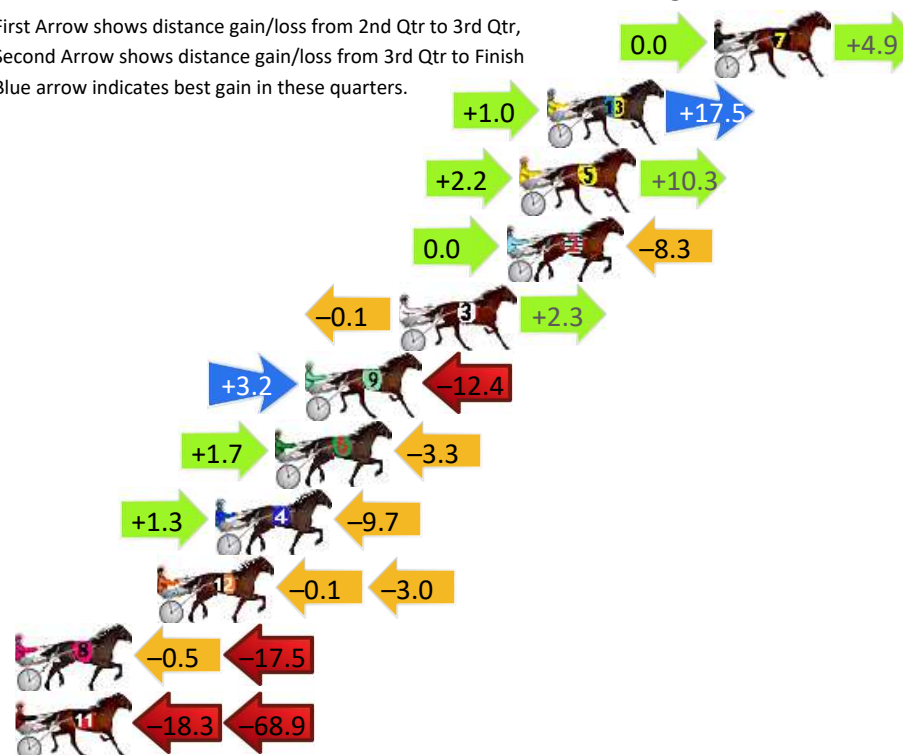 First Arrow shows distance gain/loss from 2nd Qtr to 3rd Qtr,
Second Arrow shows distance gain/loss from 3rd Qtr to Finish
Blue arrow indicates best gain in these quarters.
0.0 7 +4.9
+1.0 13 +17.5
+2.2 5 +10.3
0.0 –8.3
–0.1 3 +2.3
+3.2 9 –12.4
+1.7 –3.3
+1.3 4 –9.7
12 –0.1 –3.0
8 –0.5 –17.5
11 –18.3 –68.9